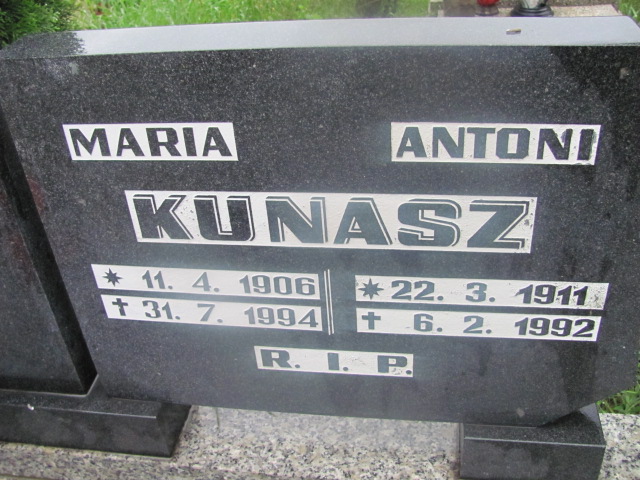 MARIA ANTONI
KUNASZ
* 11. 4. 1906 * 22. 3. 1911
† 31. 7. 1994 † 6. 2. 1992
R. I. P.